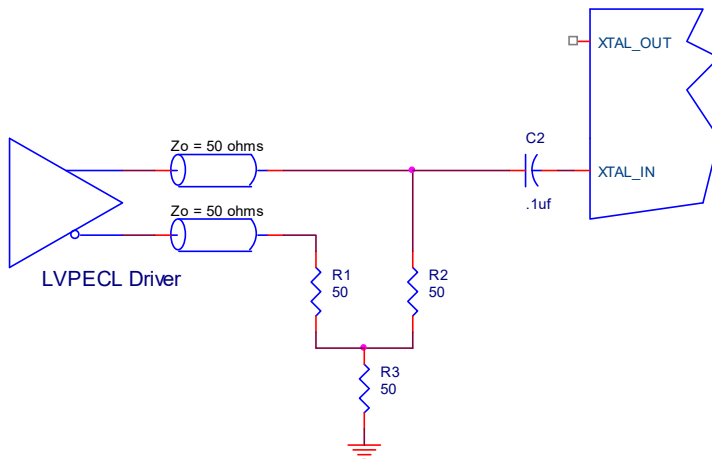 XTAL_OUT
Zo = 50 ohms
C2
XTAL_IN
.1uf
Zo = 50 ohms
LVPECL Driver
R1
50
R2
50
R3
50